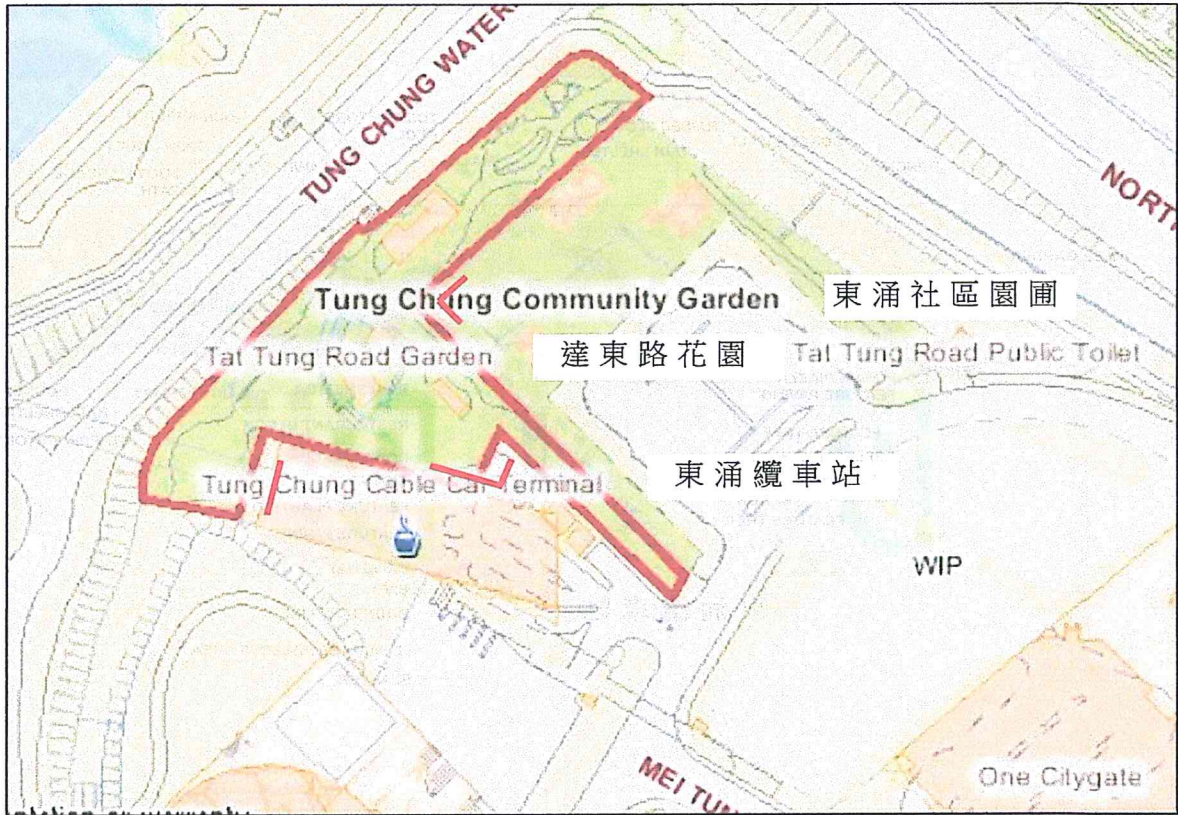 TUNG CHUNG WATER
NORT
Tung Chung Community Garden
東涌社區園圃
Tat Tung Road Garden
達東路花園
Tat Tung Road Public Toilet
Tung Chung Cable Car Terminal
東涌纜車站
WIP
One Citygate
MEI TUN